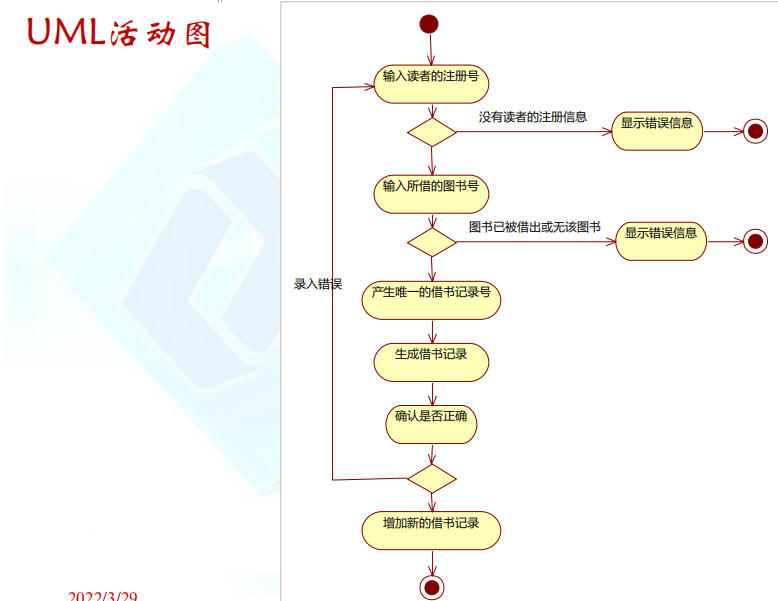 UML活动图
输入读者的注册号
没有读者的注册信息
显示错误信息
输入所借的图书号
图书已被借出或无该图书
显示错误信息
录入错误
产生唯一的借书记录号
生成借书记录
确认是否正确
增加新的借书记录
2022/3/29